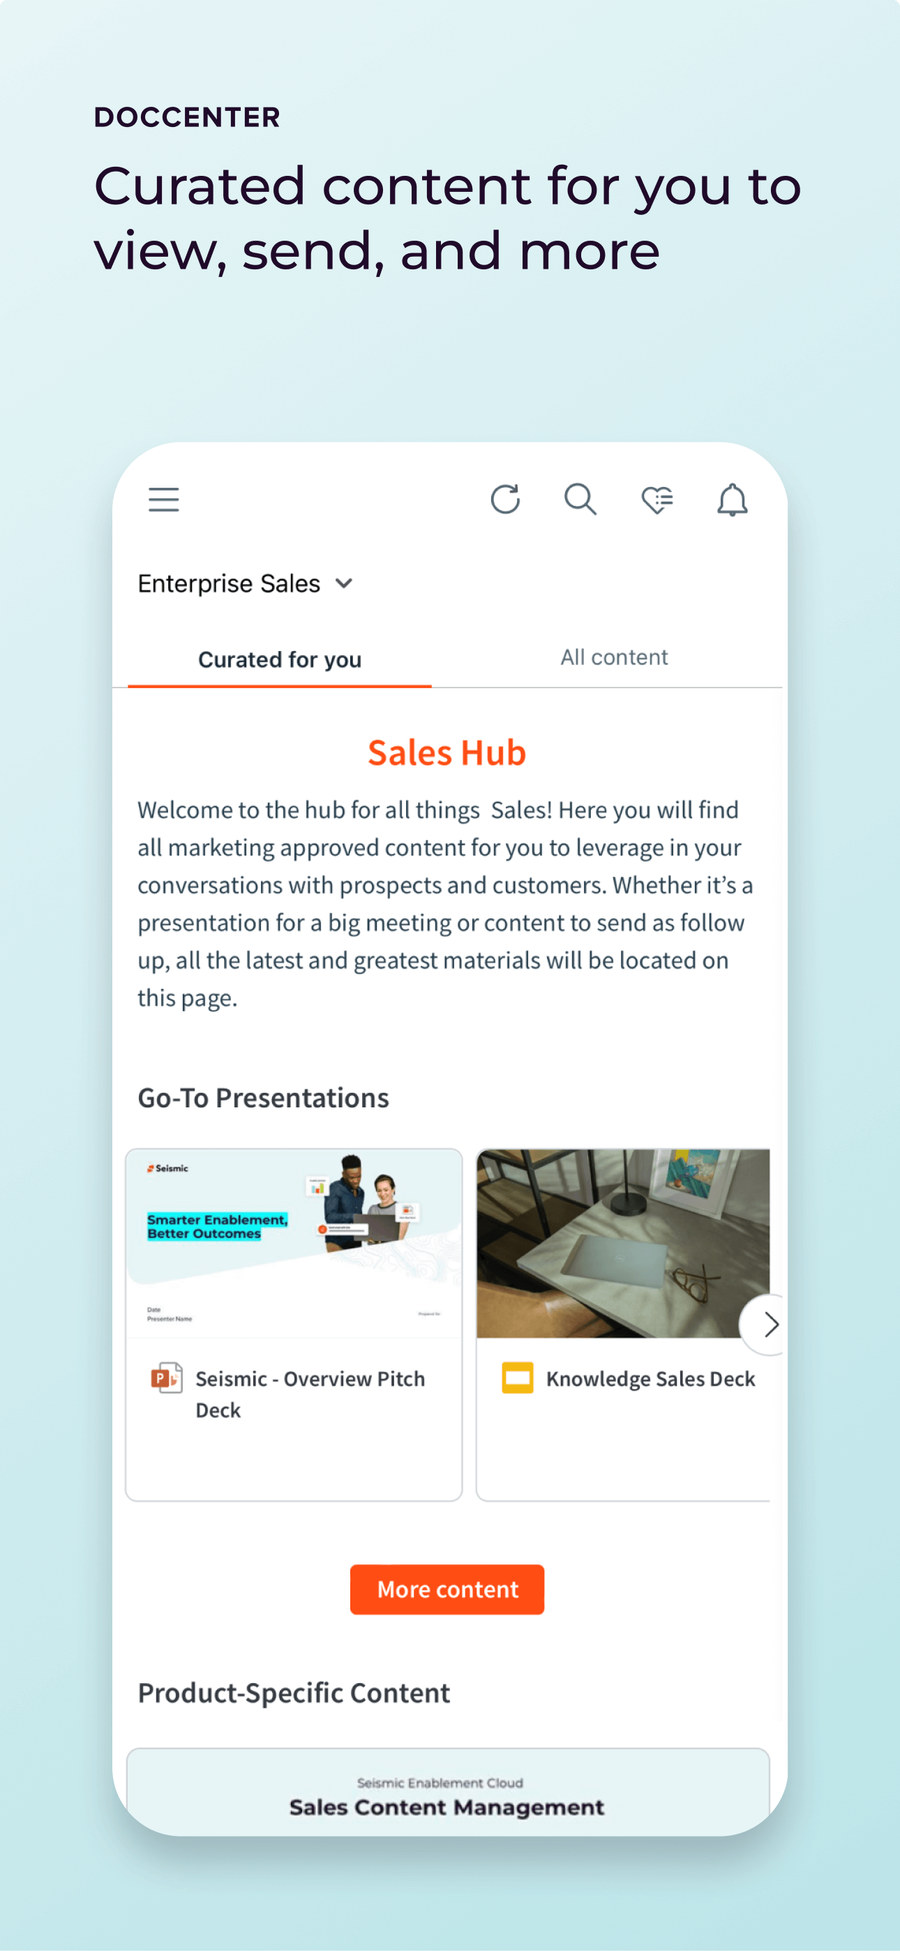 DOCCENTER
Curated content for you to
view, send, and more
Enterprise Sales
Curated for you
All content
Sales Hub
Welcome to the hub for all things  Sales! Here you will find
all marketing approved content for you to leverage in your
conversations with prospects and customers. Whether it’s a
presentation for a big meeting or content to send as follow
up, all the latest and greatest materials will be located on
this page.
Go-To Presentations
Seismic
Smarter Enablement,
Better Outcomes
Date
Presenter Name
P
Seismic - Overview Pitch
Deck
Knowledge Sales Deck
More content
Product-Specific Content
Seismic Enablement Cloud
Sales Content Management